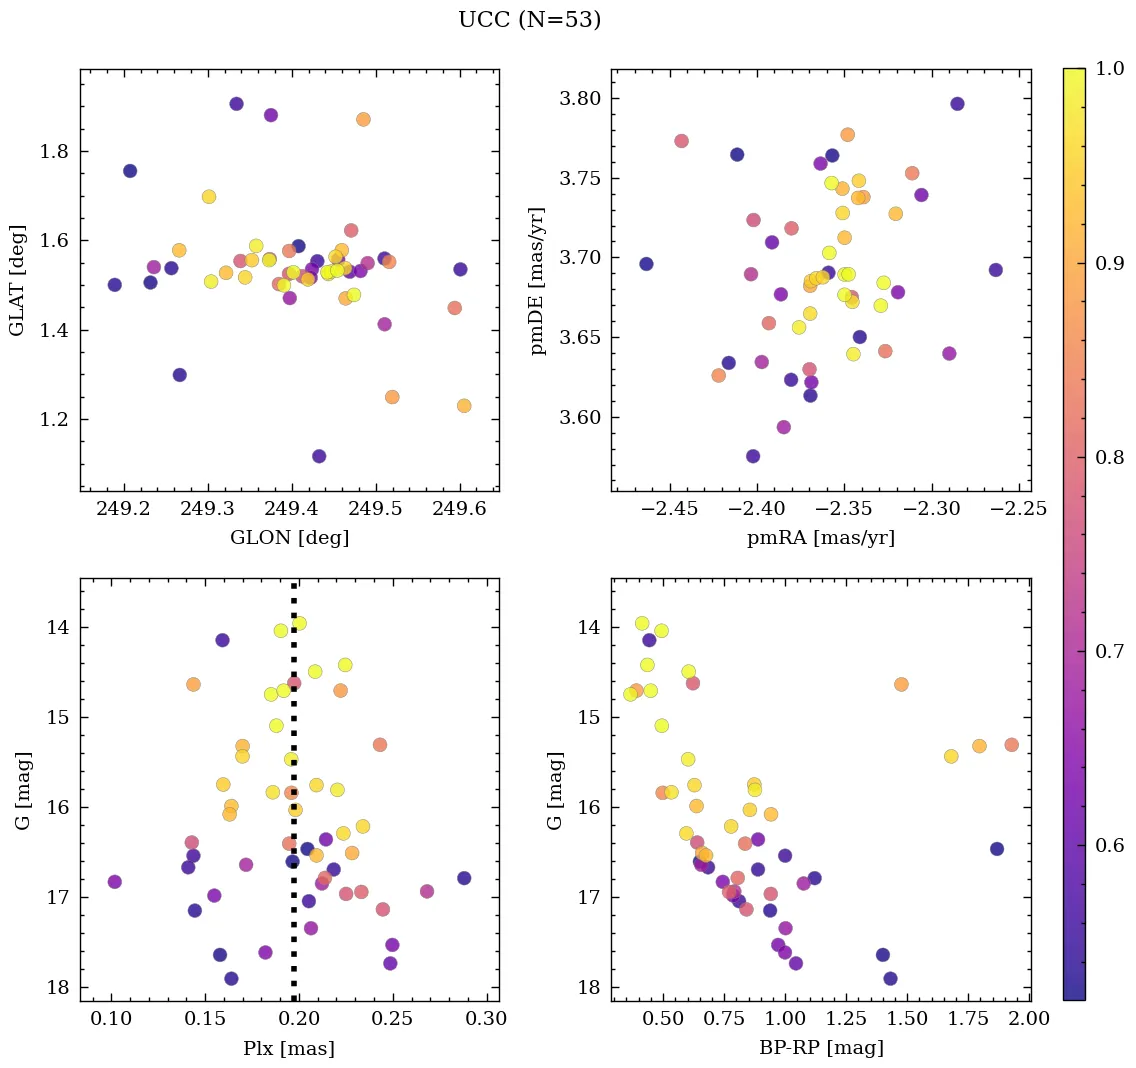 UCC (N=53)
1.8
1.6
1.4
1.2
GLAT [deg]
249.2 249.3 249.4 249.5 249.6
GLON [deg]
3.80
3.75
3.70
3.65
3.60
pmDE [mas/yr]
−2.45 −2.40 −2.35 −2.30 −2.25
pmRA [mas/yr]
1.0
0.9
0.8
0.7
0.6
14
15
16
17
18
G [mag]
0.10 0.15 0.20 0.25 0.30
Plx [mas]
14
15
16
17
18
G [mag]
0.50 0.75 1.00 1.25 1.50 1.75 2.00
BP-RP [mag]